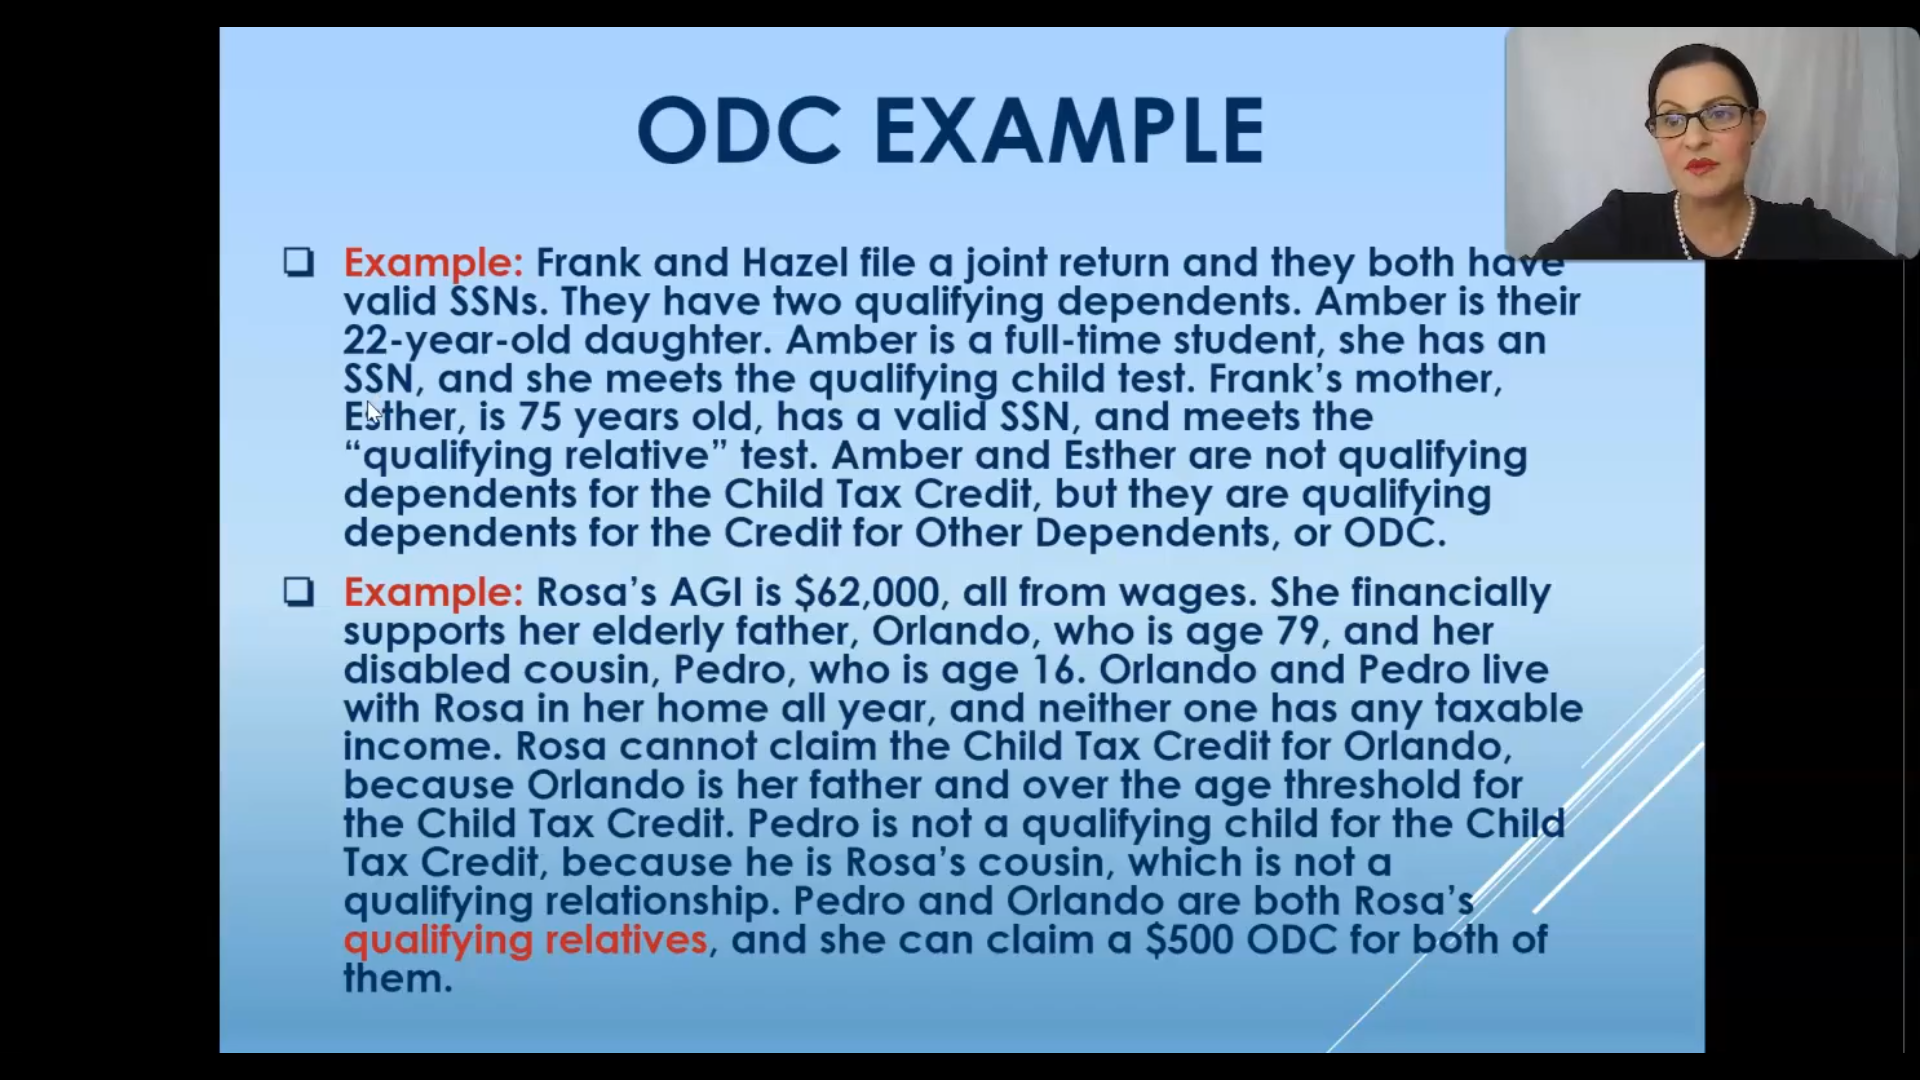 ODC EXAMPLE
Example: Frank and Hazel file a joint return and they both have
valid SSNs. They have two qualifying dependents. Amber is their
22-year-old daughter. Amber is a full-time student, she has an
SSN, and she meets the qualifying child test. Frank’s mother,
Esther, is 75 years old, has a valid SSN, and meets the
“qualifying relative” test. Amber and Esther are not qualifying
dependents for the Child Tax Credit, but they are qualifying
dependents for the Credit for Other Dependents, or ODC.
Example: Rosa’s AGI is $62,000, all from wages. She financially
supports her elderly father, Orlando, who is age 79, and her
disabled cousin, Pedro, who is age 16. Orlando and Pedro live
with Rosa in her home all year, and neither one has any taxable
income. Rosa cannot claim the Child Tax Credit for Orlando,
because Orlando is her father and over the age threshold for
the Child Tax Credit. Pedro is not a qualifying child for the Child
Tax Credit, because he is Rosa’s cousin, which is not a
qualifying relationship. Pedro and Orlando are both Rosa’s
qualifying relatives, and she can claim a $500 ODC for both of
them.